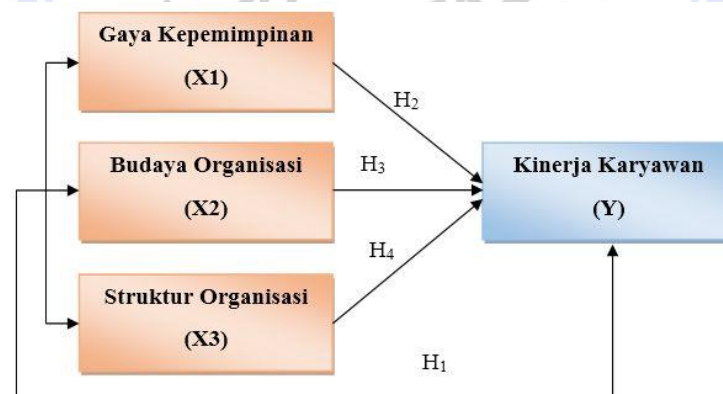 Gaya Kepemimpinan
(X1)
H₂
Budaya Organisasi
(X2)
H₃
Kinerja Karyawan
(Y)
H₄
Struktur Organisasi
(X3)
H₁